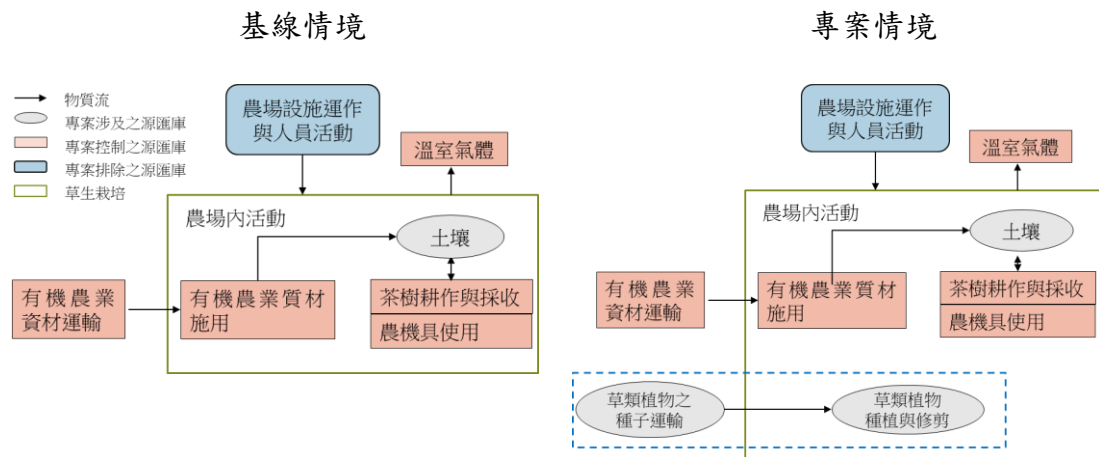 基線情境
物質流
專案涉及之源匯庫
專案控制之源匯庫
專案排除之源匯庫
草生栽培
農場設施運作
與人員活動
溫室氣體
農場內活動
土壤
有機農業
資材運輸
有機農業質材
施用
茶樹耕作與採收
農機具使用
專案情境
農場設施運作
與人員活動
溫室氣體
農場內活動
土壤
有機農業
資材運輸
有機農業質材
施用
茶樹耕作與採收
農機具使用
草類植物之
種子運輸
草類植物
種植與修剪